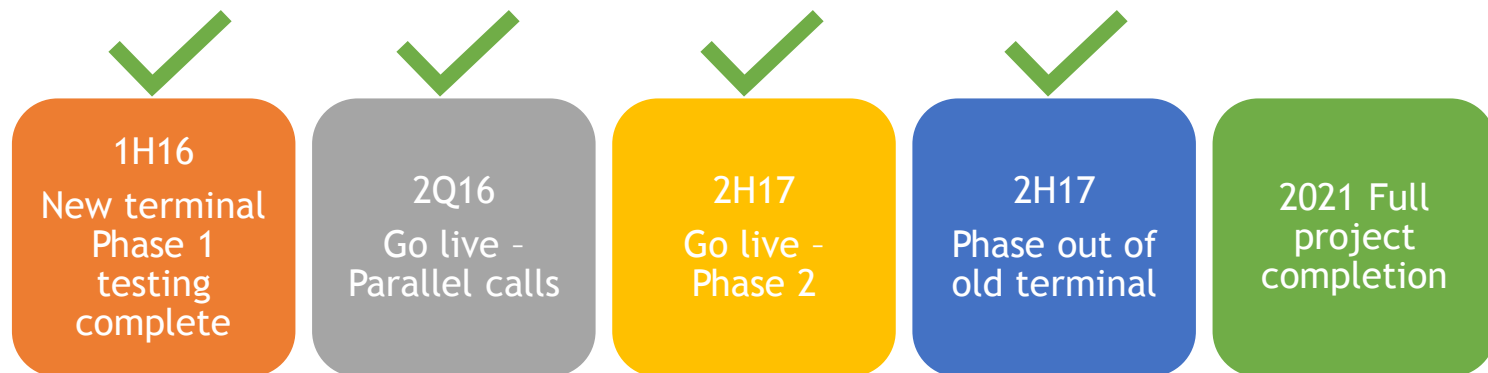 1H16
New terminal
Phase 1
testing
complete
2Q16
Go live –
Parallel calls
2H17
Go live –
Phase 2
2H17
Phase out of
old terminal
2021 Full
project
completion